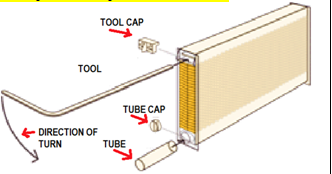 TOOL CAP
TOOL
TUBE CAP
DIRECTION OF
TURN
TUBE